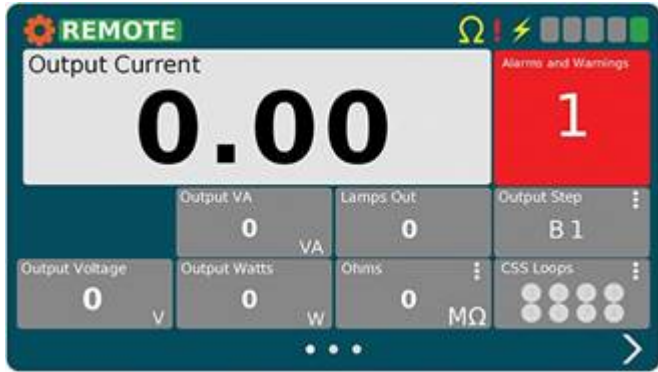 REMOTE Ω ! 
Output Current
0.00
Alarms and Warnings
1
Output VA
0
VA
Lamps Out
0
Output Step
B 1
Output Voltage
0
V
Output Watts
0
W
Ohms
0
MΩ
CSS Loops